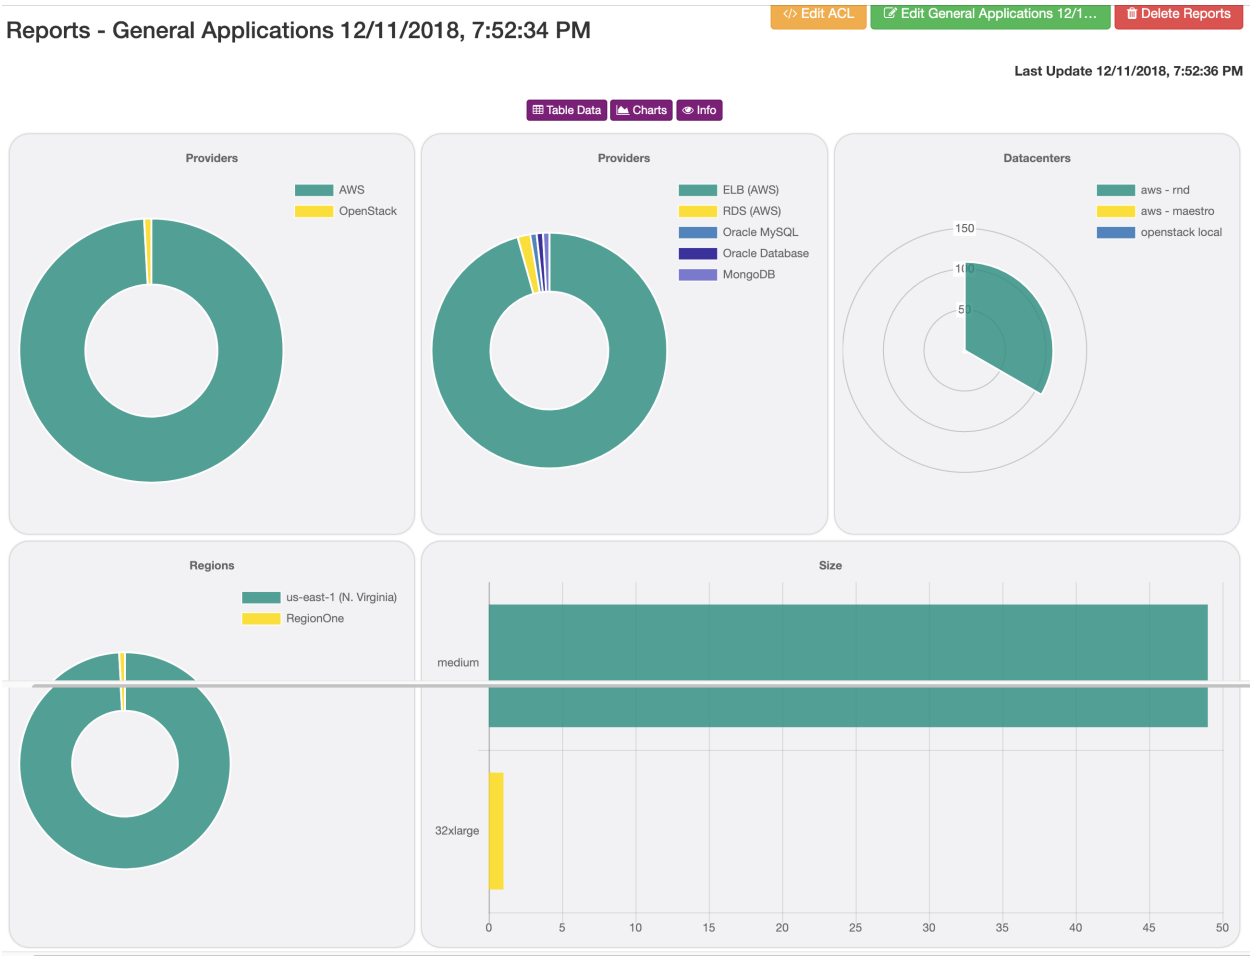 Reports - General Applications 12/11/2018, 7:52:34 PM
Edit ACL
Edit General Applications 12/1...
Delete Reports
Last Update 12/11/2018, 7:52:36 PM
Table Data
Charts
Info
Providers
AWS
OpenStack
Providers
ELB (AWS)
RDS (AWS)
Oracle MySQL
Oracle Database
MongoDB
Datacenters
aws - rnd
aws - maestro
openstack local
150
100
50
Regions
us-east-1 (N. Virginia)
RegionOne
Size
medium
32xlarge
0 5 10 15 20 25 30 35 40 45 50